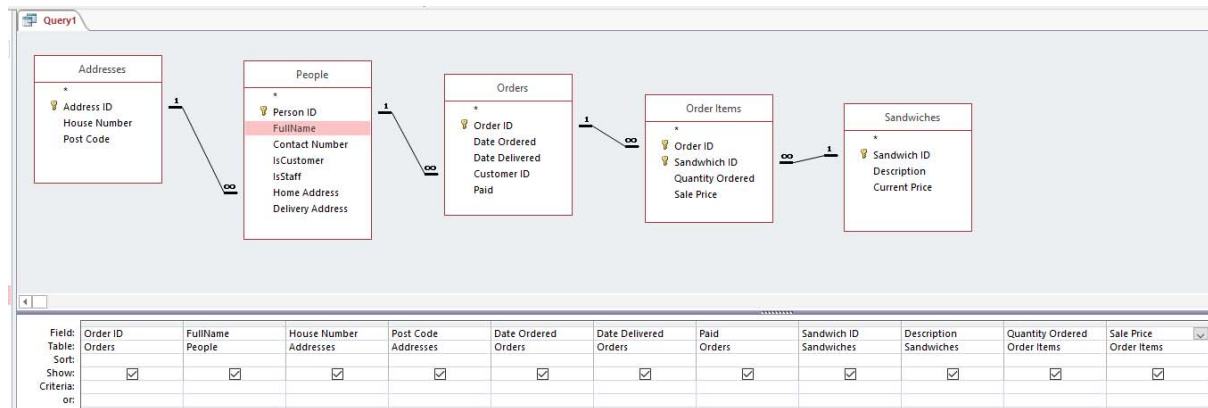 Query1
Addresses
*
Address ID
House Number
Post Code
1
∞
People
*
Person ID
FullName
Contact Number
IsCustomer
IsStaff
Home Address
Delivery Address
1
∞
Orders
*
Order ID
Date Ordered
Date Delivered
Customer ID
Paid
1
∞
Order Items
*
Order ID
Sandwhich ID
Quantity Ordered
Sale Price
∞
1
Sandwiches
*
Sandwich ID
Description
Current Price
Field: Order ID FullName House Number Post Code Date Ordered Date Delivered Paid Sandwich ID Description Quantity Ordered Sale Price
Table: Orders People Addresses Addresses Orders Orders Orders Sandwiches Sandwiches Order Items Order Items
Sort:
Show:
Criteria:
or: